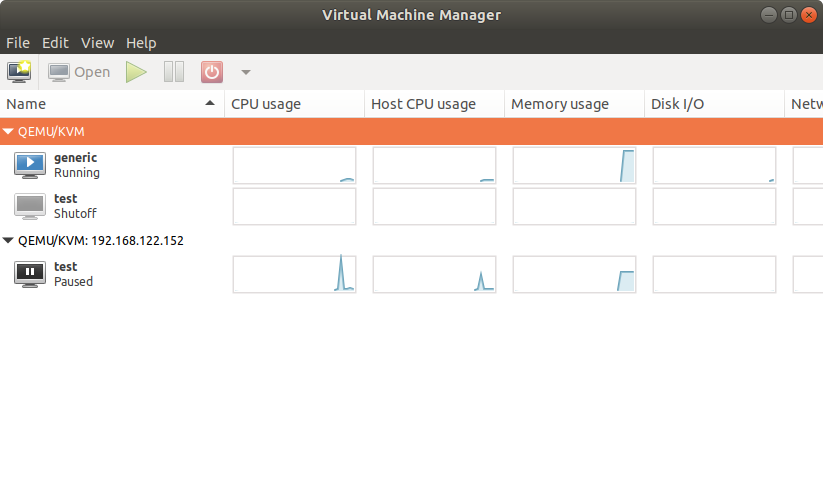 Virtual Machine Manager
File Edit View Help
Open
Name CPU usage Host CPU usage Memory usage Disk I/O Netw
QEMU/KVM
generic
Running
test
Shutoff
QEMU/KVM: 192.168.122.152
test
Paused